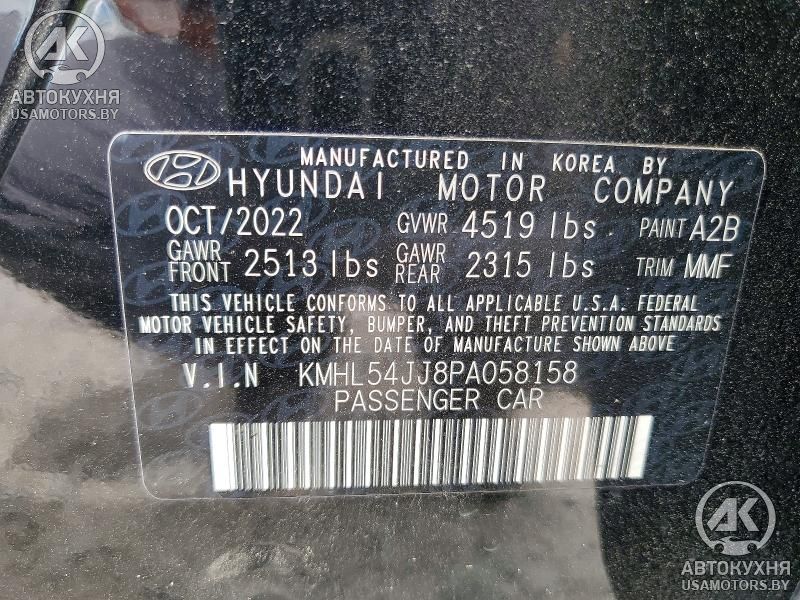 АК
АВТОКУХНЯ
USAMOTORS.BY
MANUFACTURED IN KOREA BY
HYUNDAI MOTOR COMPANY
OCT/2022 GVWR 4519 lbs PAINT A2B
GAWR FRONT 2513 lbs GAWR REAR 2315 lbs TRIM MMF
THIS VEHICLE CONFORMS TO ALL APPLICABLE U.S.A. FEDERAL
MOTOR VEHICLE SAFETY, BUMPER, AND THEFT PREVENTION STANDARDS
IN EFFECT ON THE DATE OF MANUFACTURE SHOWN ABOVE
V.I.N KMHL54JJ8PA058158
PASSENGER CAR
АК
АВТОКУХНЯ
USAMOTORS.BY